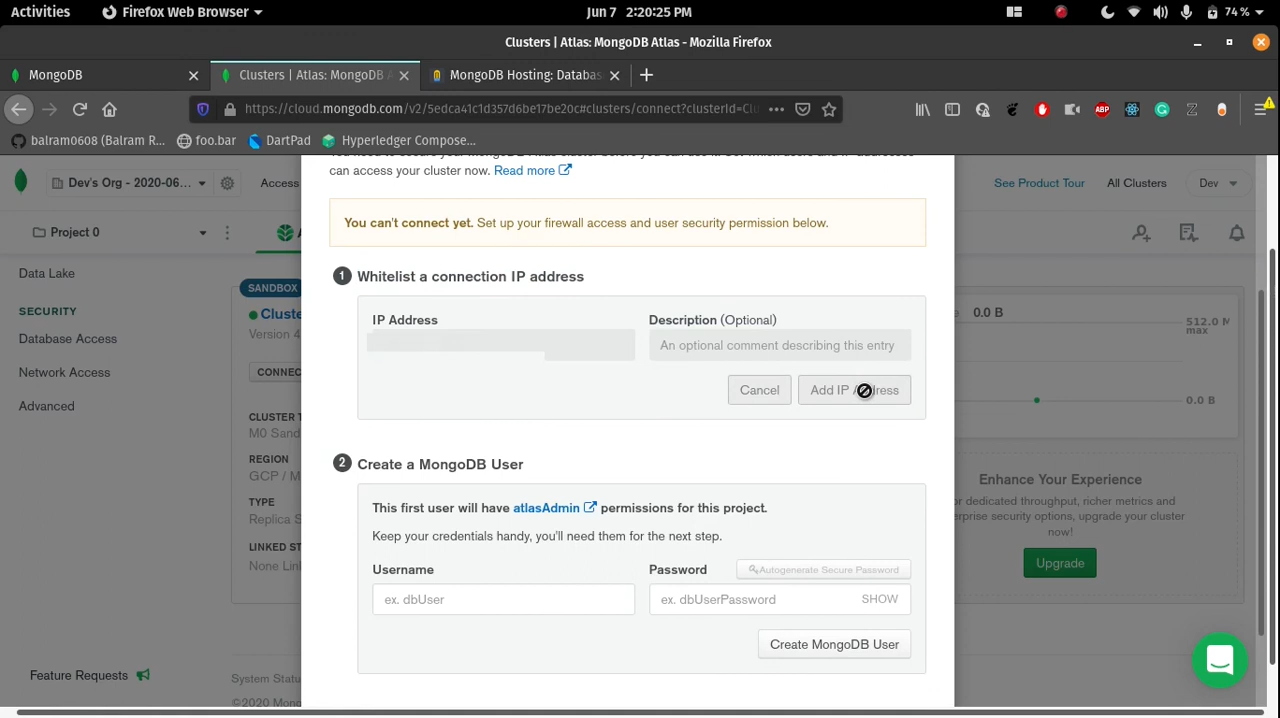 Activities
Firefox Web Browser
Jun 7 2:20:25 PM
74 %
Clusters | Atlas: MongoDB Atlas - Mozilla Firefox
MongoDB
Clusters | Atlas: MongoDB A
MongoDB Hosting: Databas
https://cloud.mongodb.com/v2/5edca41c1d357d6be17be20c#clusters/connect?clusterId=Clu
balram0608 (Balram R...
foo.bar
DartPad
Hyperledger Compose...
can access your cluster now. Read more
Dev's Org - 2020-06...
Access
See Product Tour
All Clusters
Dev
You can't connect yet. Set up your firewall access and user security permission below.
Project 0
Data Lake
SECURITY
Database Access
Network Access
Advanced
SANDBOX
Cluste
Version 4
CONNEC
CLUSTER T
M0 Sand
REGION
GCP / M
TYPE
Replica S
LINKED ST
None Link
1 Whitelist a connection IP address
IP Address
Description (Optional)
An optional comment describing this entry
Cancel
Add IP Address
2 Create a MongoDB User
This first user will have atlasAdmin permissions for this project.
Keep your credentials handy, you'll need them for the next step.
Username
Password
Autogenerate Secure Password
ex. dbUser
ex. dbUserPassword
SHOW
Create MongoDB User
0.0 B
512.0 M
max
0.0 B
Enhance Your Experience
or dedicated throughput, richer metrics and
erprise security options, upgrade your cluster
now!
Upgrade
Feature Requests
System Status
©2020 Mong